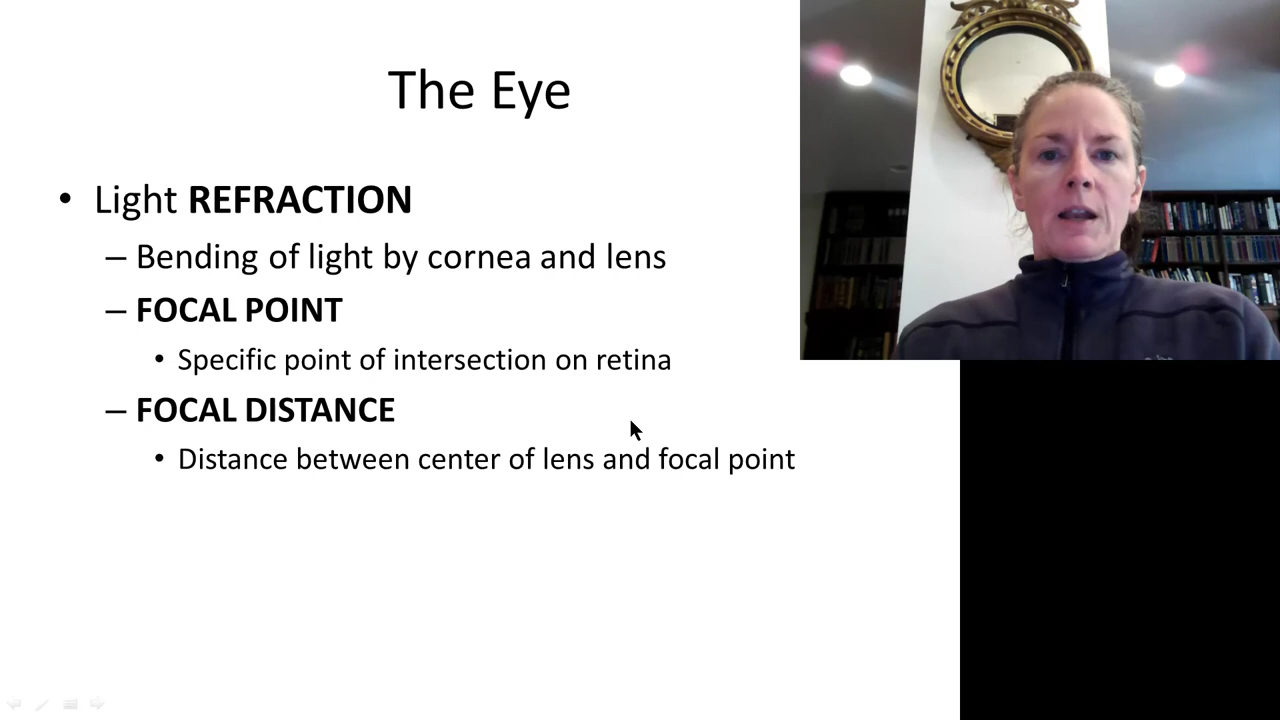 The Eye
• Light REFRACTION
– Bending of light by cornea and lens
– FOCAL POINT
• Specific point of intersection on retina
– FOCAL DISTANCE
• Distance between center of lens and focal point